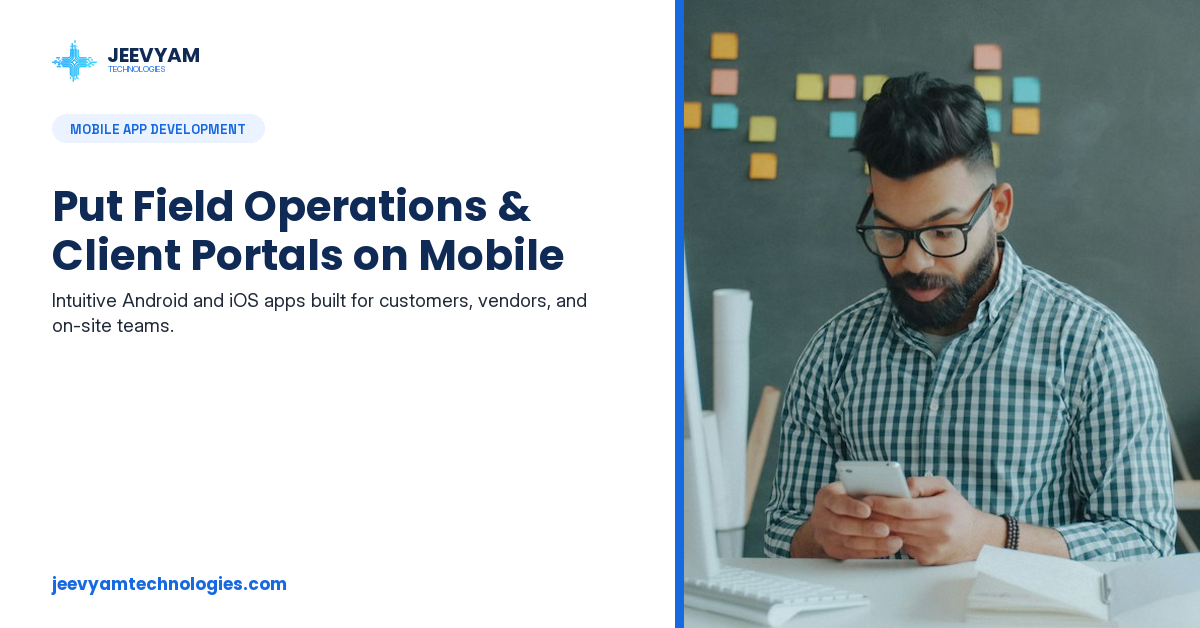 JEEVYAM
TECHNOLOGIES
MOBILE APP DEVELOPMENT
Put Field Operations &
Client Portals on Mobile
Intuitive Android and iOS apps built for customers, vendors, and
on-site teams.
jeevyamtechnologies.com